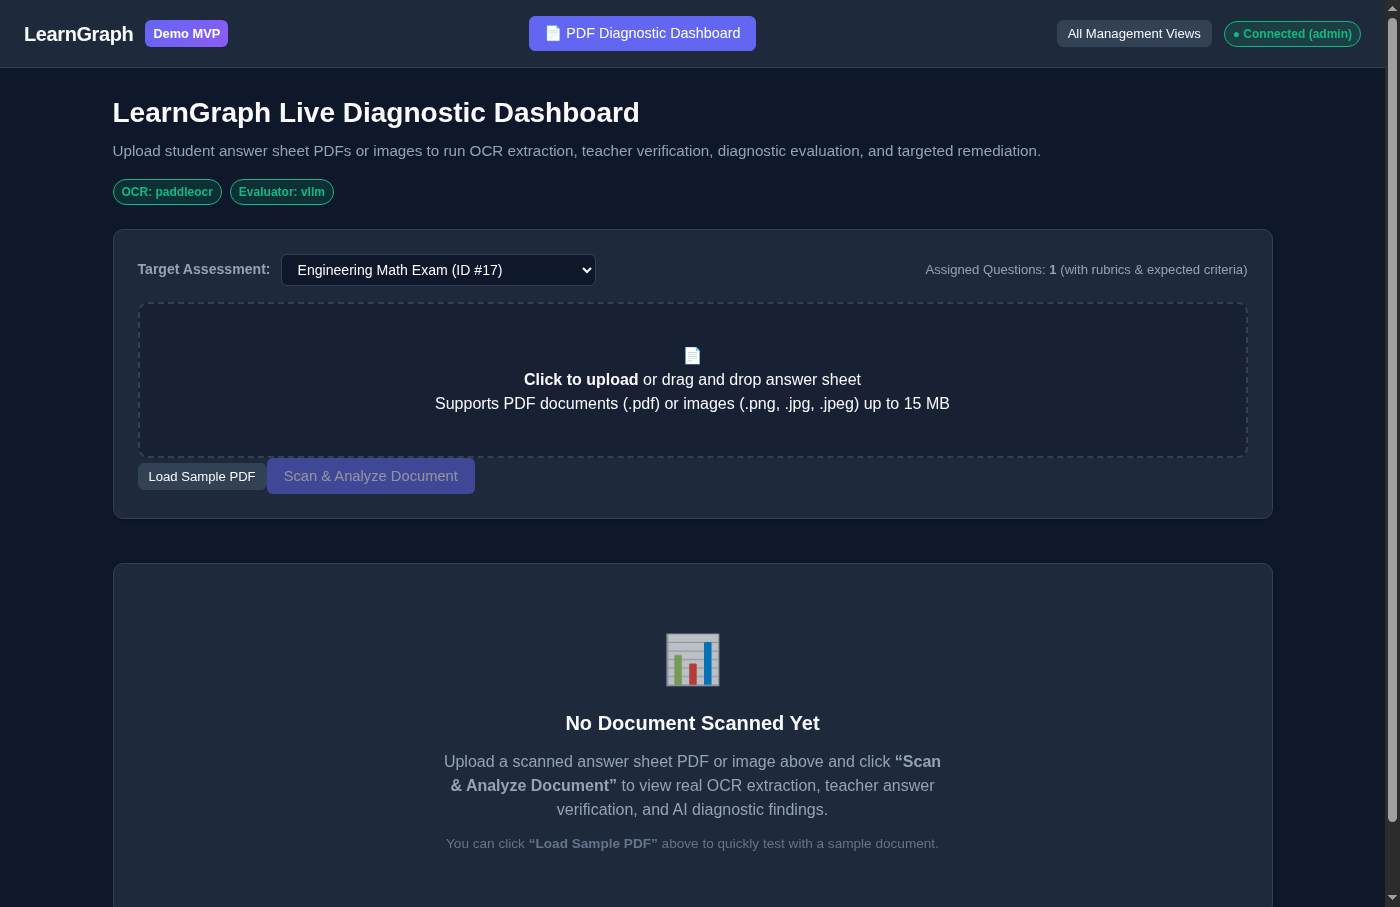 LearnGraph
Demo MVP
PDF Diagnostic Dashboard
All Management Views
● Connected (admin)
LearnGraph Live Diagnostic Dashboard
Upload student answer sheet PDFs or images to run OCR extraction, teacher verification, diagnostic evaluation, and targeted remediation.
OCR: paddleocr
Evaluator: vllm
Target Assessment:
Engineering Math Exam (ID #17)
Assigned Questions: 1 (with rubrics & expected criteria)
Click to upload or drag and drop answer sheet
Supports PDF documents (.pdf) or images (.png, .jpg, .jpeg) up to 15 MB
Load Sample PDF
Scan & Analyze Document
No Document Scanned Yet
Upload a scanned answer sheet PDF or image above and click “Scan
& Analyze Document” to view real OCR extraction, teacher answer
verification, and AI diagnostic findings.
You can click “Load Sample PDF” above to quickly test with a sample document.